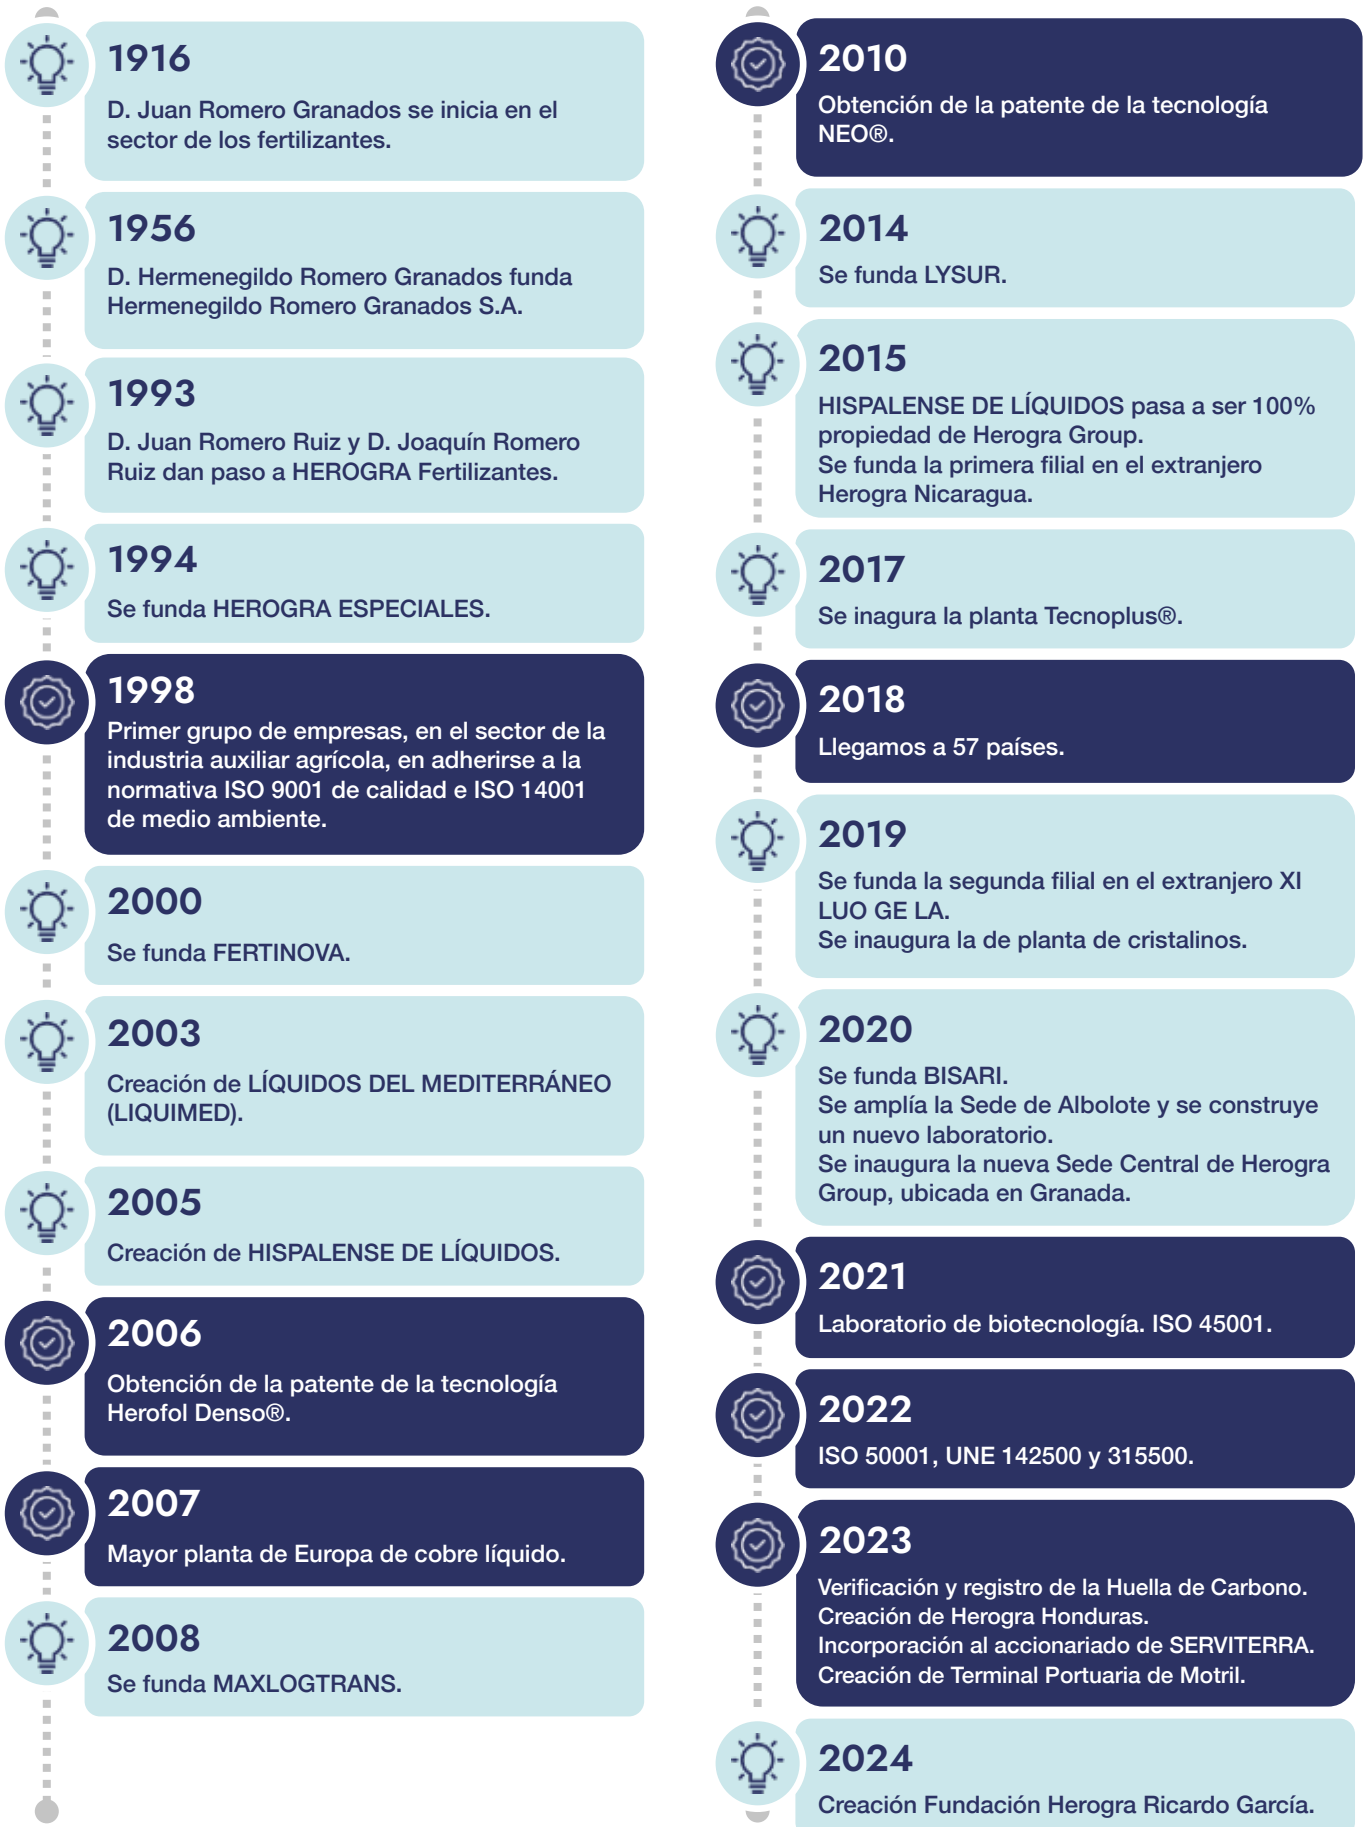 1916
D. Juan Romero Granados se inicia en el
sector de los fertilizantes.
1956
D. Hermenegildo Romero Granados funda
Hermenegildo Romero Granados S.A.
1993
D. Juan Romero Ruiz y D. Joaquín Romero
Ruiz dan paso a HEROGRA Fertilizantes.
1994
Se funda HEROGRA ESPECIALES.
1998
Primer grupo de empresas, en el sector de la
industria auxiliar agrícola, en adherirse a la
normativa ISO 9001 de calidad e ISO 14001
de medio ambiente.
2000
Se funda FERTINOVA.
2003
Creación de LÍQUIDOS DEL MEDITERRÁNEO
(LIQUIMED).
2005
Creación de HISPALENSE DE LÍQUIDOS.
2006
Obtención de la patente de la tecnología
Herofol Denso®.
2007
Mayor planta de Europa de cobre líquido.
2008
Se funda MAXLOGTRANS.
2010
Obtención de la patente de la tecnología
NEO®.
2014
Se funda LYSUR.
2015
HISPALENSE DE LÍQUIDOS pasa a ser 100%
propiedad de Herogra Group.
Se funda la primera filial en el extranjero
Herogra Nicaragua.
2017
Se inagura la planta Tecnoplus®.
2018
Llegamos a 57 países.
2019
Se funda la segunda filial en el extranjero XI
LUO GE LA.
Se inaugura la de planta de cristalinos.
2020
Se funda BISARI.
Se amplía la Sede de Albolote y se construye
un nuevo laboratorio.
Se inaugura la nueva Sede Central de Herogra
Group, ubicada en Granada.
2021
Laboratorio de biotecnología. ISO 45001.
2022
ISO 50001, UNE 142500 y 315500.
2023
Verificación y registro de la Huella de Carbono.
Creación de Herogra Honduras.
Incorporación al accionariado de SERVITERRA.
Creación de Terminal Portuaria de Motril.
2024
Creación Fundación Herogra Ricardo García.